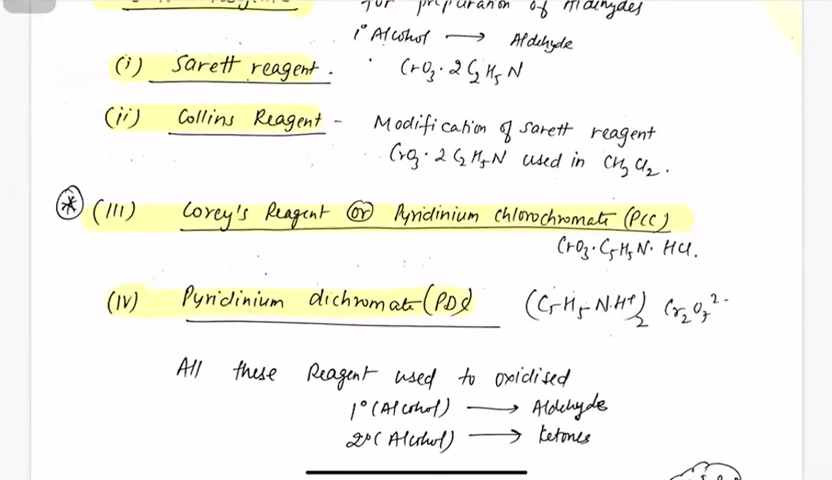 for preparation of Aldehydes
1° Alcohol ⟶ Aldehyde
(i) Sarett reagent. CrO3·2C5H5N
(ii) Collins Reagent - Modification of Sarett reagent
CrO3·2C5H5N used in CH2Cl2.
* (III) Corey's Reagent or Pyridinium chlorochromate (PCC)
CrO3·C5H5N·HCl.
(IV) Pyridinium dichromate (PDC) (C5H5N·H+)2 Cr2O7 2-
All these Reagent used to oxidised
1° (Alcohol) ⟶ Aldehyde
2° (Alcohol) ⟶ Ketones